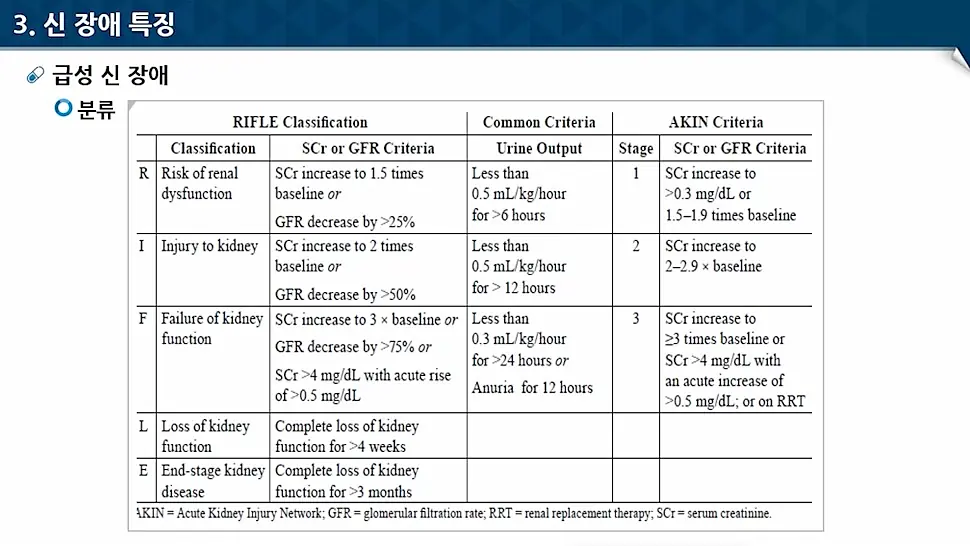 3. 신 장애 특징
급성 신 장애
분류
RIFLE Classification Common Criteria AKIN Criteria
Classification SCr or GFR Criteria Urine Output Stage SCr or GFR Criteria
R Risk of renal dysfunction
SCr increase to 1.5 times
baseline or
GFR decrease by >25%
Less than
0.5 mL/kg/hour
for >6 hours
1
SCr increase to
>0.3 mg/dL or
1.5–1.9 times baseline
I Injury to kidney
SCr increase to 2 times
baseline or
GFR decrease by >50%
Less than
0.5 mL/kg/hour
for > 12 hours
2
SCr increase to
2–2.9 × baseline
F Failure of kidney
function
SCr increase to 3 × baseline or
GFR decrease by >75% or
SCr >4 mg/dL with acute rise
of >0.5 mg/dL
Less than
0.3 mL/kg/hour
for >24 hours or
Anuria for 12 hours
3
SCr increase to
≥3 times baseline or
SCr >4 mg/dL with
an acute increase of
>0.5 mg/dL; or on RRT
L Loss of kidney
function
Complete loss of kidney
function for >4 weeks
E End-stage kidney
disease
Complete loss of kidney
function for >3 months
AKIN = Acute Kidney Injury Network; GFR = glomerular filtration rate; RRT = renal replacement therapy; SCr = serum creatinine.